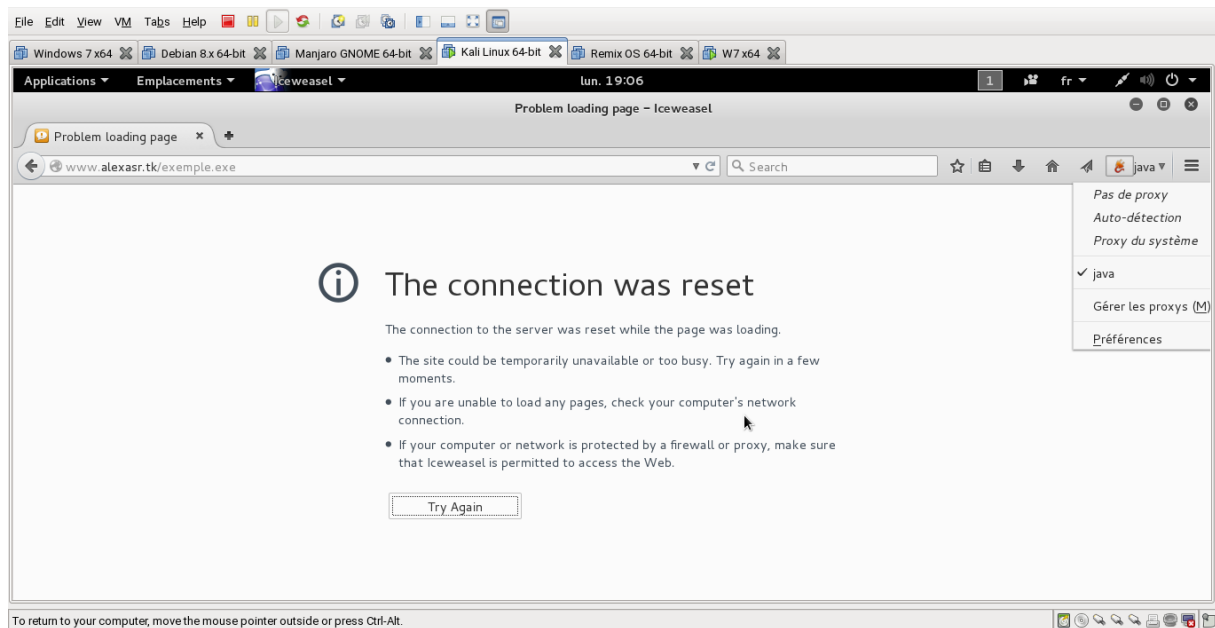 File Edit View VM Tabs Help
Windows 7 x64 Debian 8.x 64-bit Manjaro GNOME 64-bit Kali Linux 64-bit Remix OS 64-bit W7 x64
Applications Emplacements Iceweasel lun. 19:06 1 fr
Problem loading page - Iceweasel
Problem loading page
www.alexasr.tk/exemple.exe Search java
Pas de proxy
Auto-détection
Proxy du système
java
Gérer les proxys (M)
Préférences
The connection was reset
The connection to the server was reset while the page was loading.
• The site could be temporarily unavailable or too busy. Try again in a few
moments.
• If you are unable to load any pages, check your computer's network
connection.
• If your computer or network is protected by a firewall or proxy, make sure
that Iceweasel is permitted to access the Web.
Try Again
To return to your computer, move the mouse pointer outside or press Ctrl-Alt.